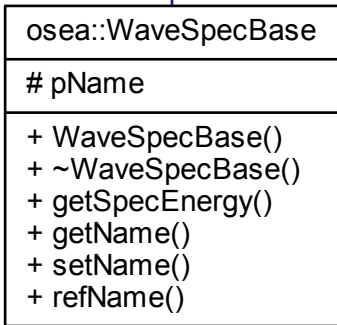 osea::WaveSpecBase
# pName
+ WaveSpecBase()
+ ~WaveSpecBase()
+ getSpecEnergy()
+ getName()
+ setName()
+ refName()